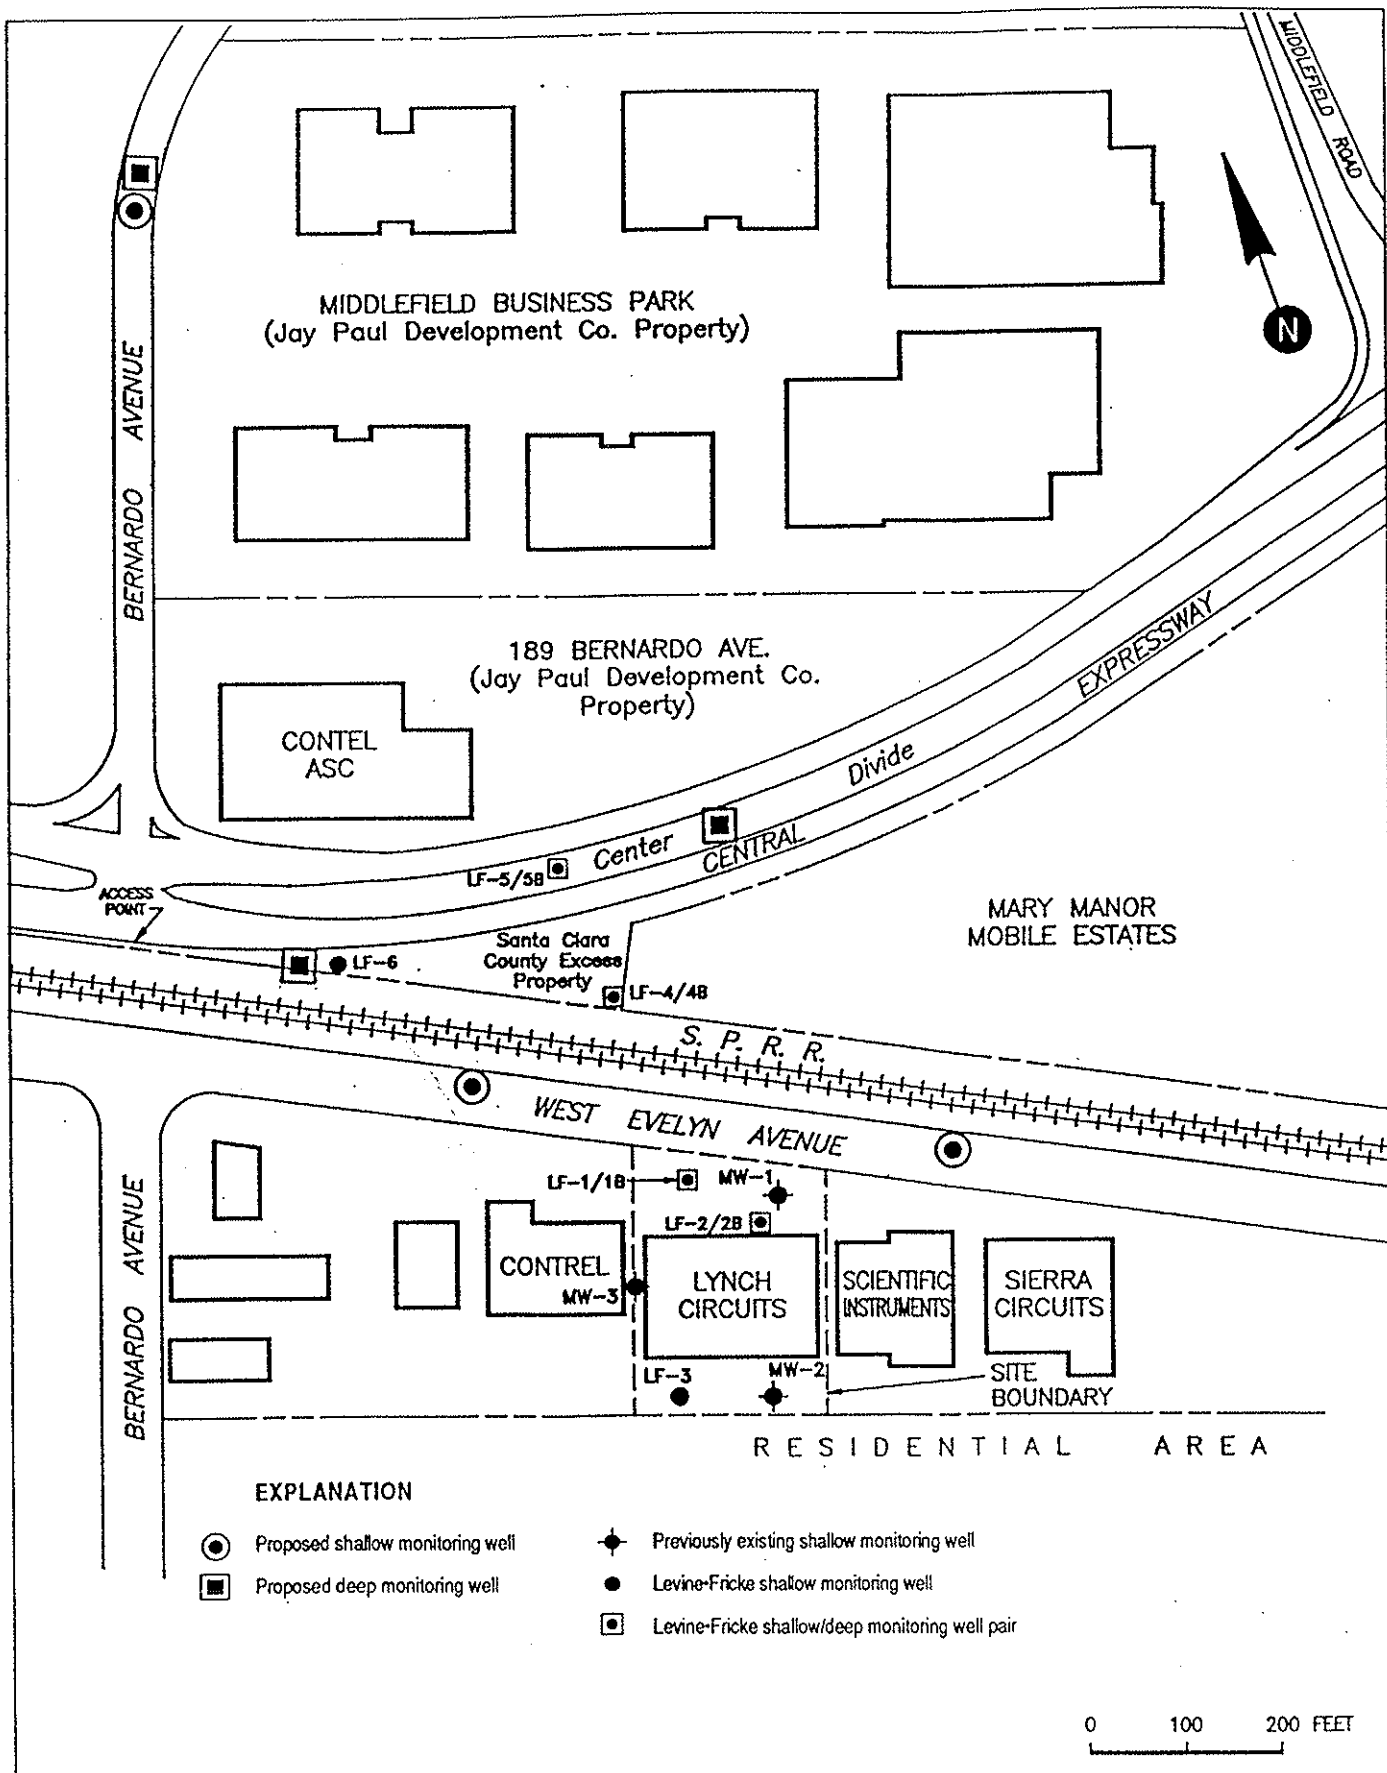 MIDDLEFIELD ROAD
N
MIDDLEFIELD BUSINESS PARK
(Jay Paul Development Co. Property)
BERNARDO AVENUE
189 BERNARDO AVE.
(Jay Paul Development Co.
Property)
EXPRESSWAY
CONTEL
ASC
Divide
Center
CENTRAL
LF-5/5B
ACCESS
POINT
MARY MANOR
MOBILE ESTATES
Santa Clara
County Excess
Property
LF-6
LF-4/4B
S. P. R. R.
WEST EVELYN AVENUE
LF-1/1B
MW-1
LF-2/2B
BERNARDO AVENUE
CONTREL
MW-3
LYNCH
CIRCUITS
SCIENTIFIC
INSTRUMENTS
SIERRA
CIRCUITS
LF-3
MW-2
SITE
BOUNDARY
RESIDENTIAL AREA
EXPLANATION
Proposed shallow monitoring well
Proposed deep monitoring well
Previously existing shallow monitoring well
Levine-Fricke shallow monitoring well
Levine-Fricke shallow/deep monitoring well pair
0 100 200 FEET